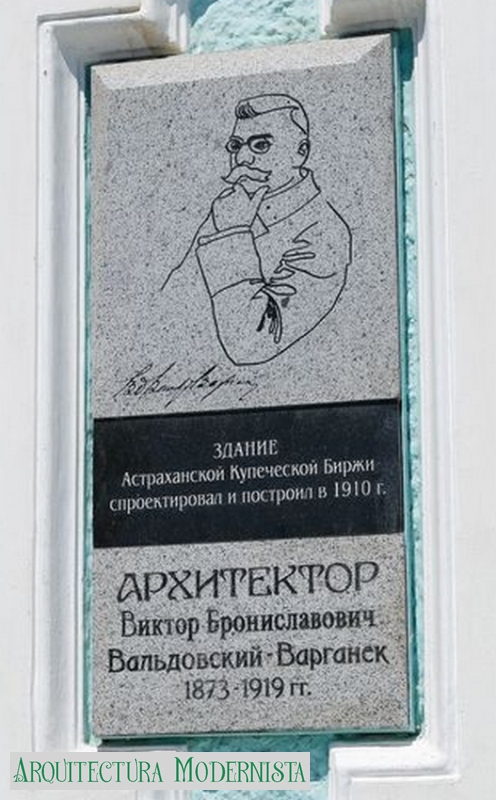 ЗДАНИЕ
Астраханской Купеческой Биржи
спроектировал и построил в 1910 г.
АРХИТЕКТОР
Виктор Брониславович
Вальдовский-Варганек
1873-1919 гг.
Arquitectura Modernista